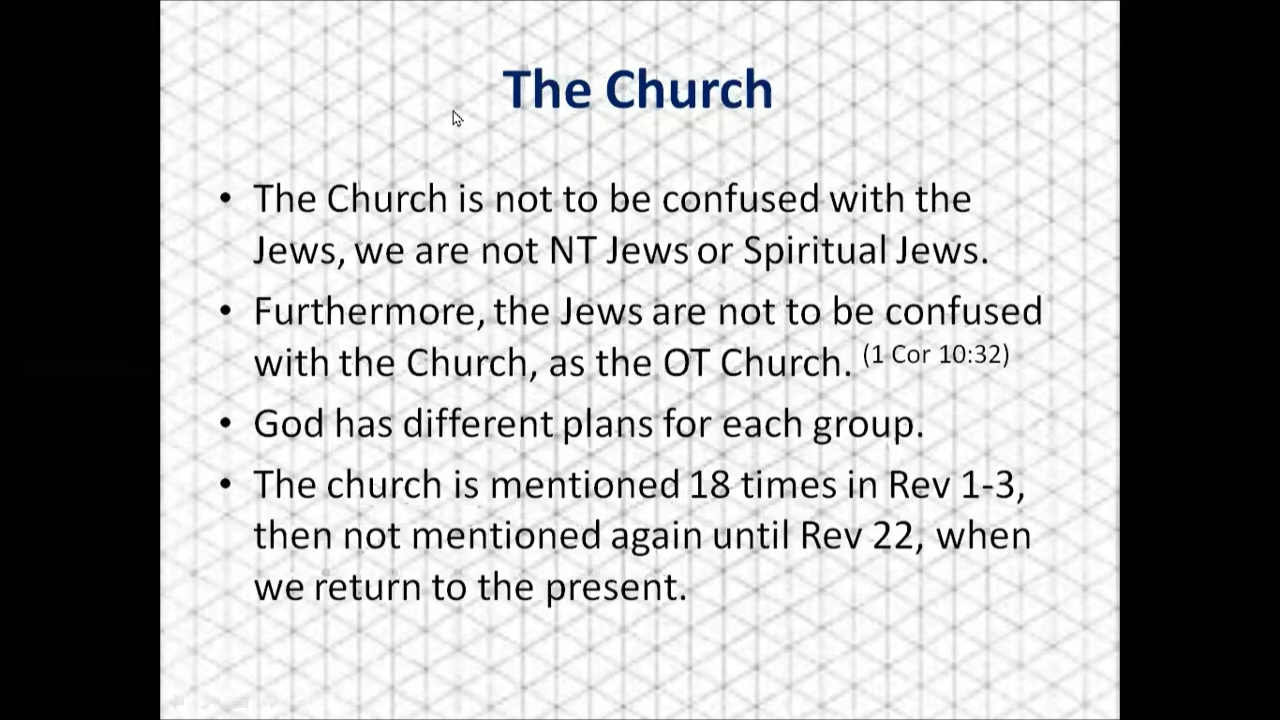 The Church
• The Church is not to be confused with the
Jews, we are not NT Jews or Spiritual Jews.
• Furthermore, the Jews are not to be confused
with the Church, as the OT Church. (1 Cor 10:32)
• God has different plans for each group.
• The church is mentioned 18 times in Rev 1-3,
then not mentioned again until Rev 22, when
we return to the present.